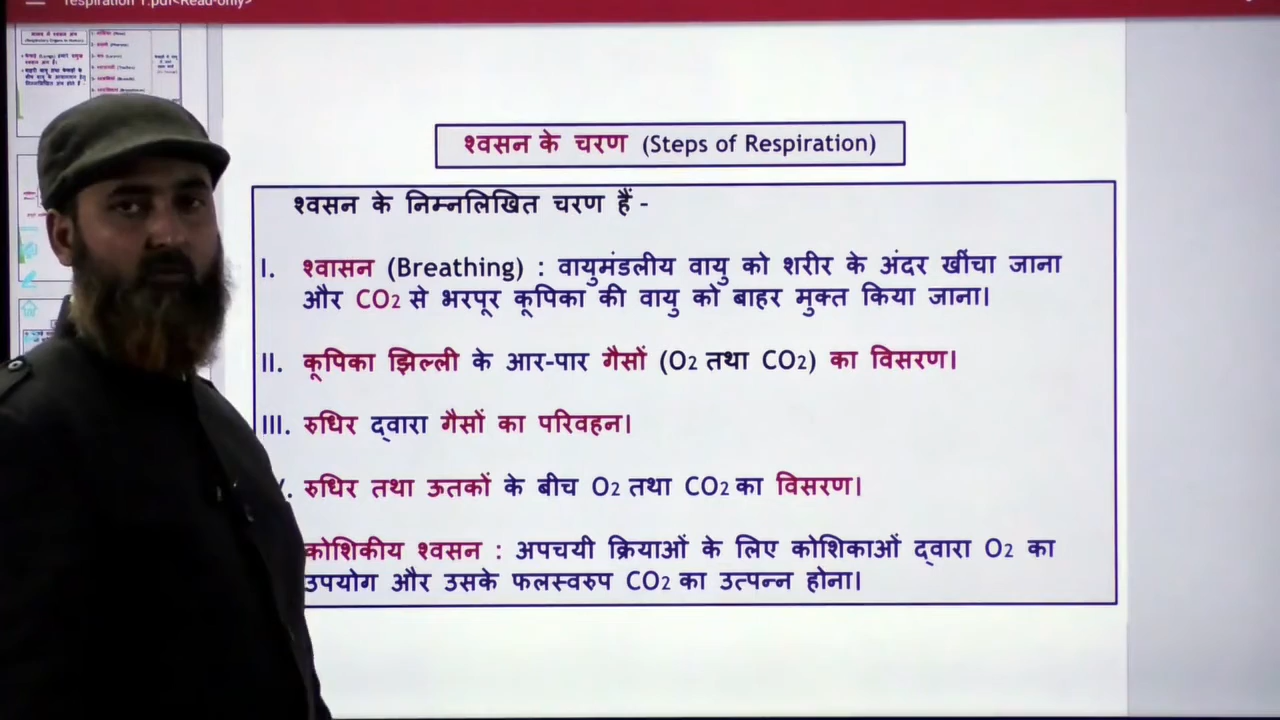 respiration 1.pdf<Read-only>
श्वसन के चरण (Steps of Respiration)
श्वसन के निम्नलिखित चरण हैं -
I. श्वासन (Breathing) : वायुमंडलीय वायु को शरीर के अंदर खींचा जाना
और CO2 से भरपूर कूपिका की वायु को बाहर मुक्त किया जाना।
II. कूपिका झिल्ली के आर-पार गैसों (O2 तथा CO2) का विसरण।
III. रुधिर द्वारा गैसों का परिवहन।
रुधिर तथा ऊतकों के बीच O2 तथा CO2 का विसरण।
कोशिकीय श्वसन : अपचयी क्रियाओं के लिए कोशिकाओं द्वारा O2 का
उपयोग और उसके फलस्वरुप CO2 का उत्पन्न होना।